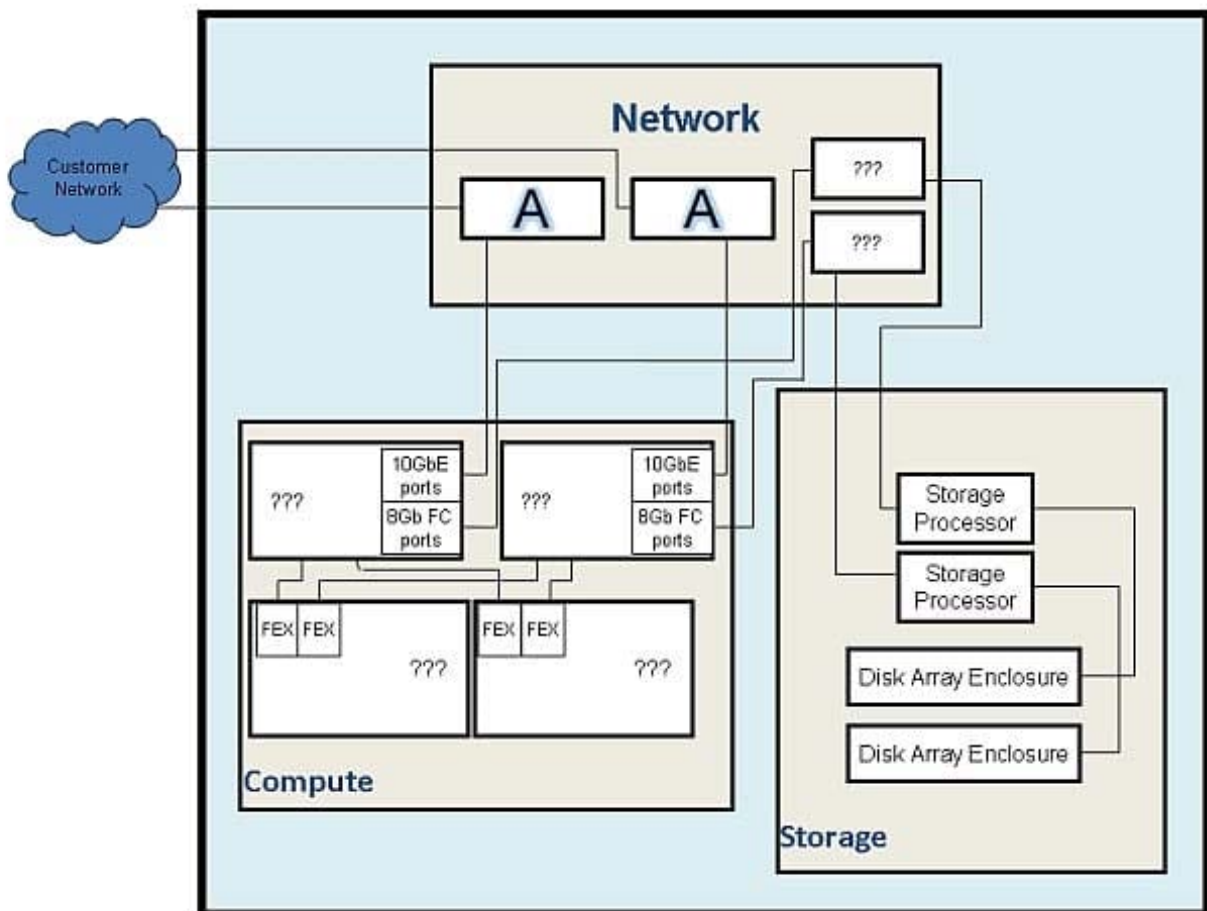 Network
Customer
Network
A
A
???
???
10GbE
ports
8Gb FC
ports
???
10GbE
ports
8Gb FC
ports
???
FEX
FEX
???
FEX
FEX
???
Compute
Storage
Processor
Storage
Processor
Disk Array Enclosure
Disk Array Enclosure
Storage